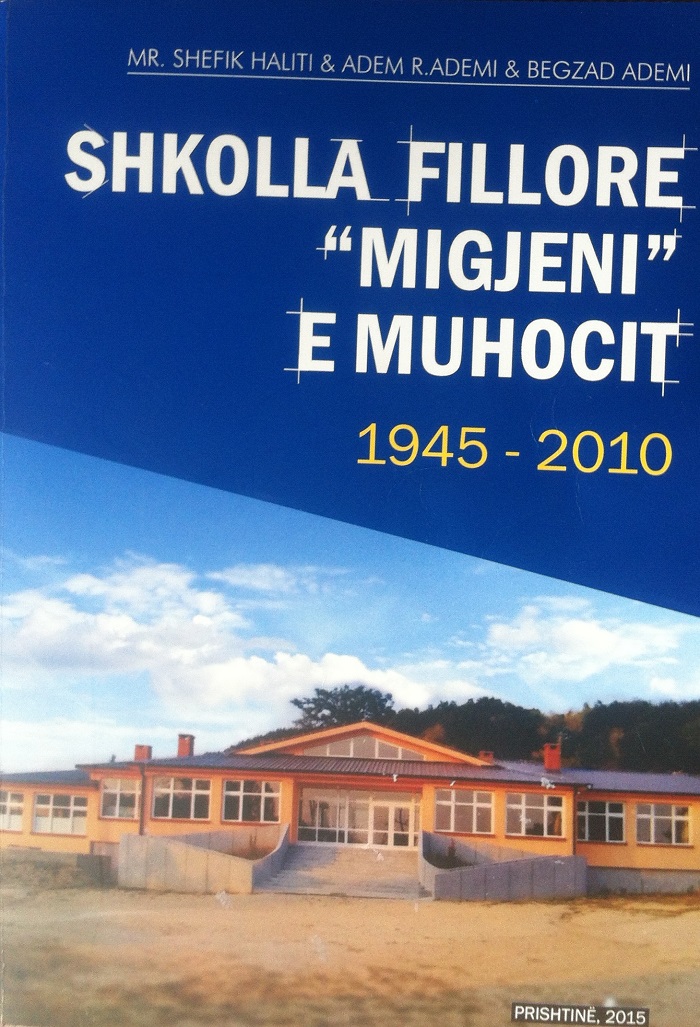 MR. SHEFIK HALITI & ADEM R.ADEMI & BEGZAD ADEMI
SHKOLLA FILLORE
“MIGJENI”
E MUHOCIT
1945 - 2010
PRISHTINË, 2015